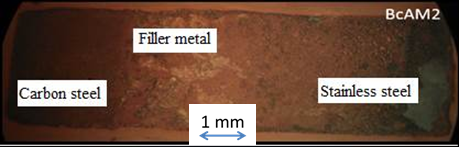 BcAM2
Filler metal
Carbon steel
Stainless steel
1 mm